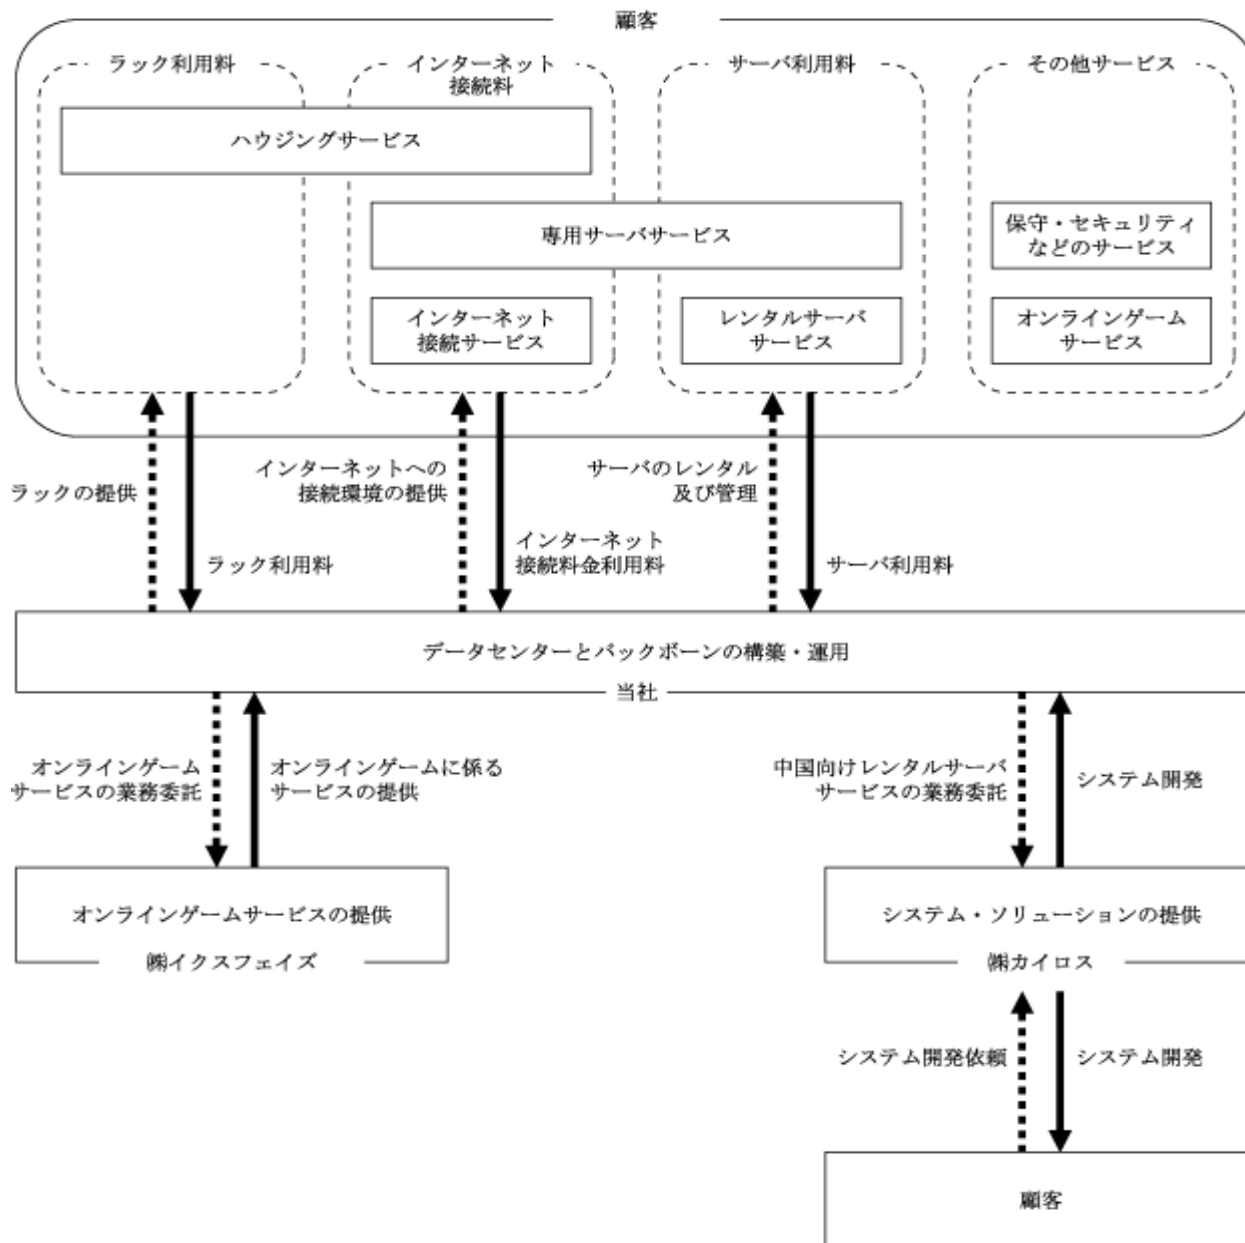 顧客
ラック利用料
インターネット
接続料
サーバ利用料
その他サービス
ハウジングサービス
専用サーバサービス
保守・セキュリティ
などのサービス
インターネット
接続サービス
レンタルサーバ
サービス
オンラインゲーム
サービス
ラックの提供
インターネットへの
接続環境の提供
サーバのレンタル
及び管理
ラック利用料
インターネット
接続料金利用料
サーバ利用料
データセンターとバックボーンの構築・運用
当社
オンラインゲーム
サービスの業務委託
オンラインゲームに係る
サービスの提供
中国向けレンタルサーバ
サービスの業務委託
システム開発
オンラインゲームサービスの提供
㈱イクスフェイズ
システム・ソリューションの提供
㈱カイロス
システム開発依頼
システム開発
顧客